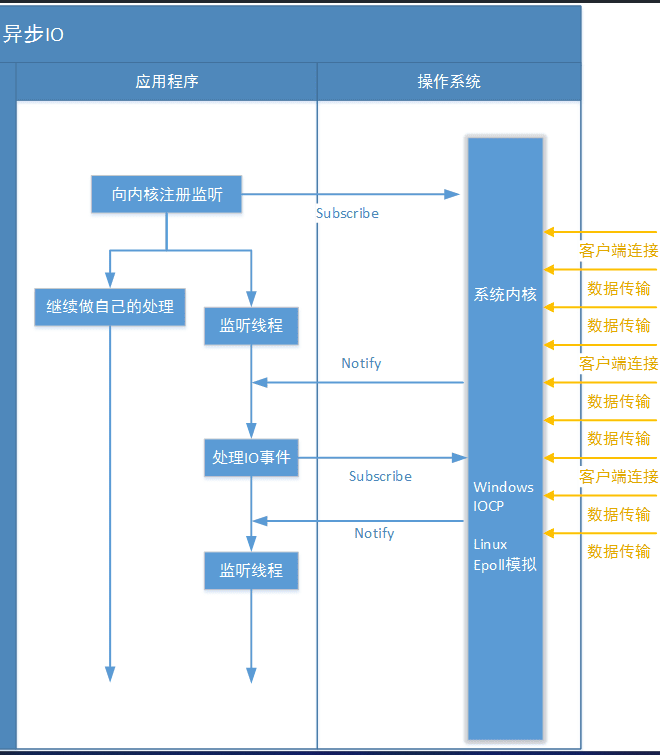 异步IO
应用程序
操作系统
向内核注册监听
Subscribe
客户端连接
继续做自己的处理
系统内核
数据传输
监听线程
数据传输
Notify
客户端连接
数据传输
数据传输
处理IO事件
Subscribe
客户端连接
Windows
IOCP
数据传输
Notify
Linux
Epoll模拟
数据传输
监听线程